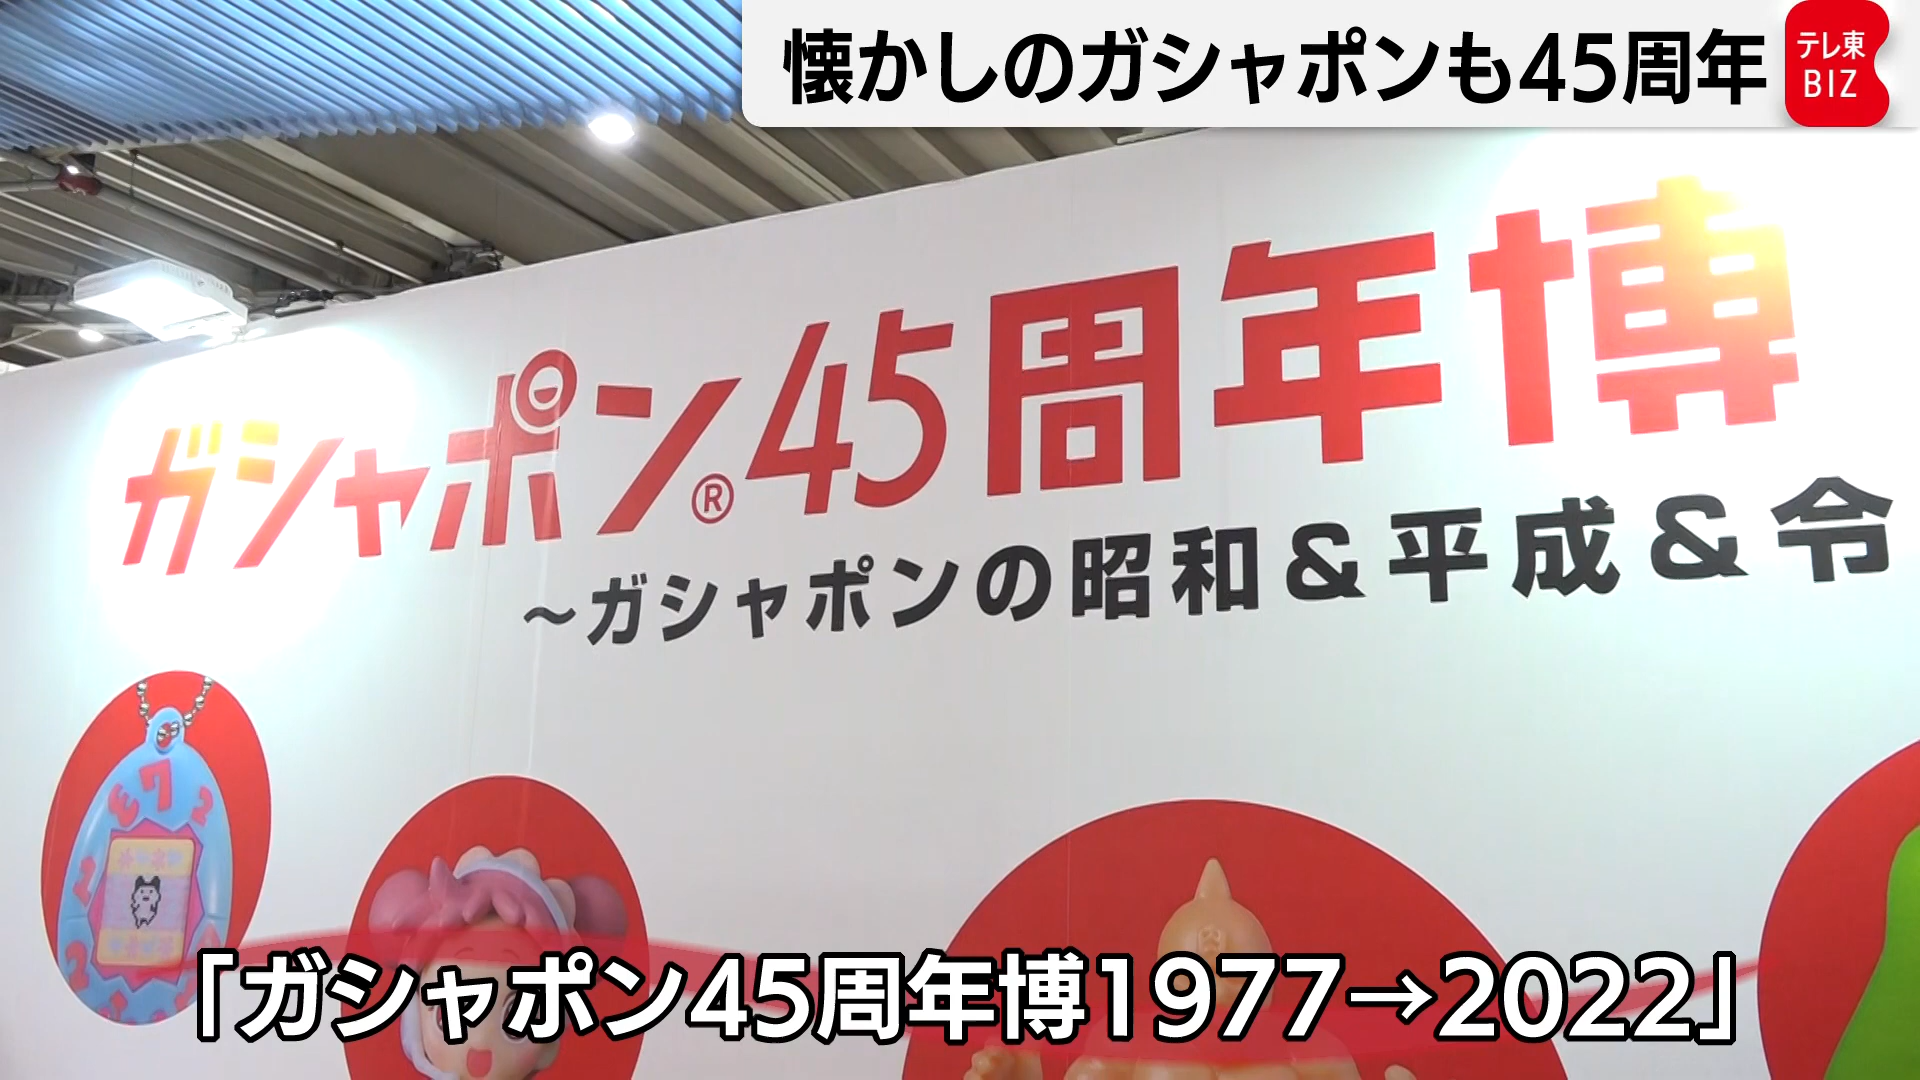 懐かしのガシャポンも45周年
テレ東
BIZ
ガシャポン®45周年博
～ガシャポンの昭和&平成&令
「ガシャポン45周年博1977→2022」